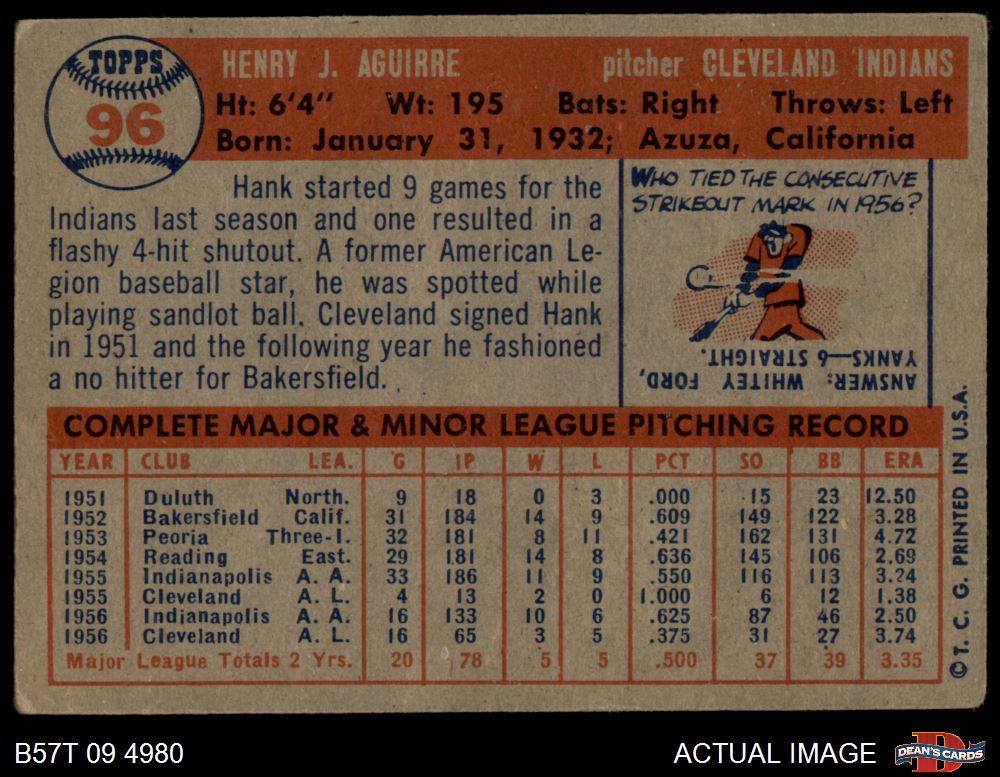 TOPPS
96
HENRY J. AGUIRRE pitcher CLEVELAND INDIANS
Ht: 6'4" Wt: 195 Bats: Right Throws: Left
Born: January 31, 1932; Azuza, California
Hank started 9 games for the
Indians last season and one resulted in a
flashy 4-hit shutout. A former American Le-
gion baseball star, he was spotted while
playing sandlot ball. Cleveland signed Hank
in 1951 and the following year he fashioned
a no hitter for Bakersfield.
WHO TIED THE CONSECUTIVE
STRIKEOUT MARK IN 1956?
ANSWER: WHITEY FORD,
YANKS—6 STRAIGHT.
COMPLETE MAJOR & MINOR LEAGUE PITCHING RECORD
YEAR CLUB LEA. G IP W L PCT SO BB ERA
1951 Duluth North. 9 18 0 3 .000 15 23 12.50
1952 Bakersfield Calif. 31 184 14 9 .609 149 122 3.28
1953 Peoria Three-I. 32 181 8 11 .421 162 131 4.72
1954 Reading East. 29 181 14 8 .636 145 106 2.69
1955 Indianapolis A. A. 33 186 11 9 .550 116 113 3.24
1955 Cleveland A. L. 4 13 2 0 1.000 6 12 1.38
1956 Indianapolis A. A. 16 133 10 6 .625 87 46 2.50
1956 Cleveland A. L. 16 65 3 5 .375 31 27 3.74
Major League Totals 2 Yrs. 20 78 5 5 .500 37 39 3.35
© T. C. G. PRINTED IN U.S.A.
B57T 09 4980 ACTUAL IMAGE
D
DEAN'S CARDS